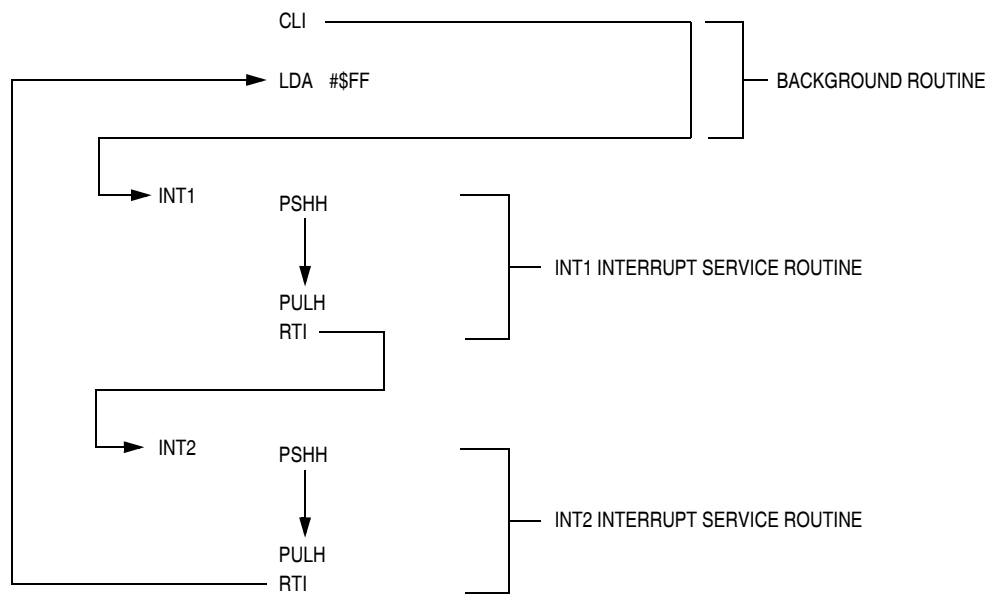 CLI
LDA #$FF
BACKGROUND ROUTINE
INT1
PSHH
INT1 INTERRUPT SERVICE ROUTINE
PULH
RTI
INT2
PSHH
INT2 INTERRUPT SERVICE ROUTINE
PULH
RTI